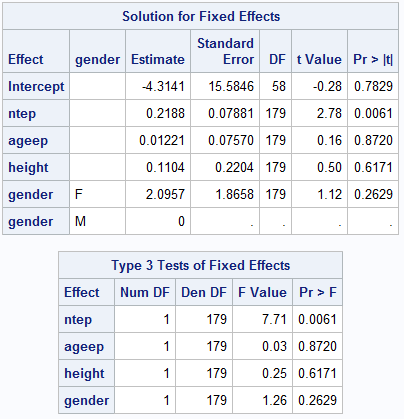 Solution for Fixed Effects
Effect gender Estimate Standard Error DF t Value Pr > |t|
Intercept -4.3141 15.5846 58 -0.28 0.7829
ntep 0.2188 0.07881 179 2.78 0.0061
ageep 0.01221 0.07570 179 0.16 0.8720
height 0.1104 0.2204 179 0.50 0.6171
gender F 2.0957 1.8658 179 1.12 0.2629
gender M 0 . . . .
Type 3 Tests of Fixed Effects
Effect Num DF Den DF F Value Pr > F
ntep 1 179 7.71 0.0061
ageep 1 179 0.03 0.8720
height 1 179 0.25 0.6171
gender 1 179 1.26 0.2629